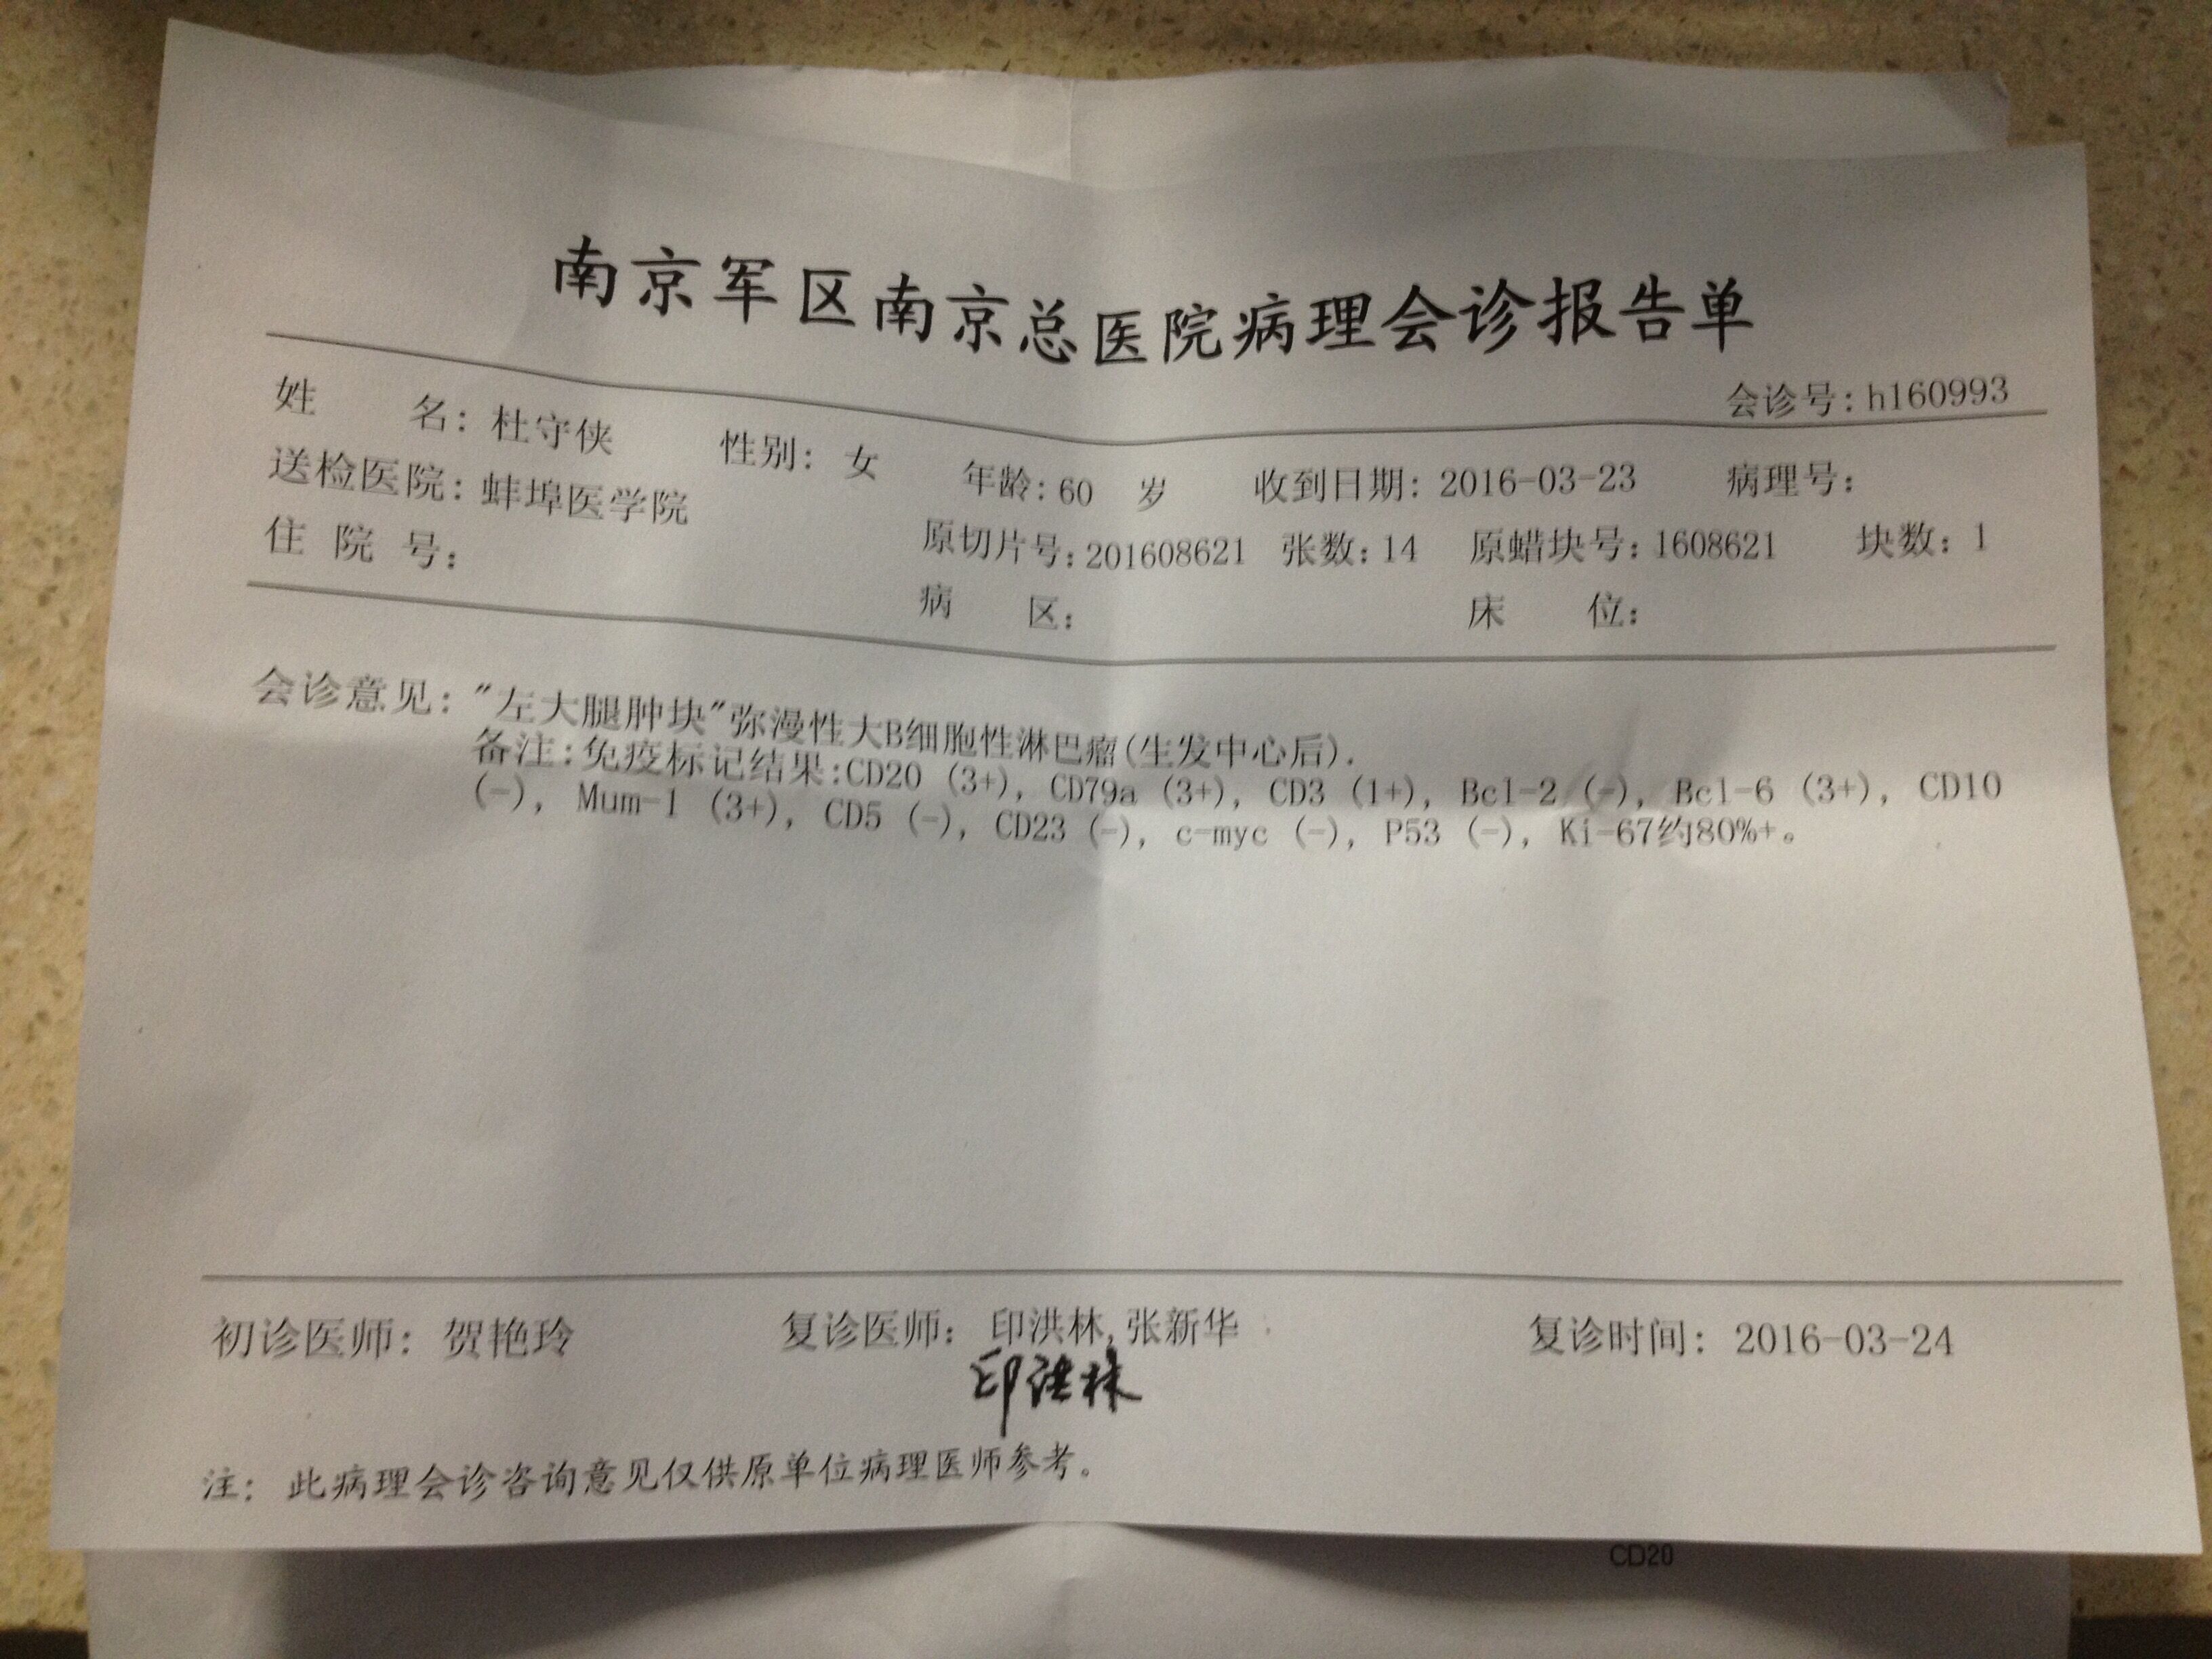 南京军区南京总医院病理会诊报告单
会诊号:h160993
姓 名: 杜守侠 性别: 女 年龄: 60 岁 收到日期: 2016-03-23 病理号:
送检医院: 蚌埠医学院 原切片号: 201608621 张数: 14 原蜡块号: 1608621 块数: 1
住 院 号: 病 区: 床 位:
会诊意见: "左大腿肿块"弥漫性大B细胞性淋巴瘤(生发中心后).
备注:免疫标记结果:CD20 (3+), CD79a (3+), CD3 (1+), Bcl-2 (-), Bcl-6 (3+), CD10
(-), Mum-1 (3+), CD5 (-), CD23 (-), c-myc (-), P53 (-), Ki-67约80%+。
初诊医师: 贺艳玲 复诊医师: 印洪林,张新华 复诊时间: 2016-03-24
印洪林
注: 此病理会诊咨询意见仅供原单位病理医师参考。
CD20